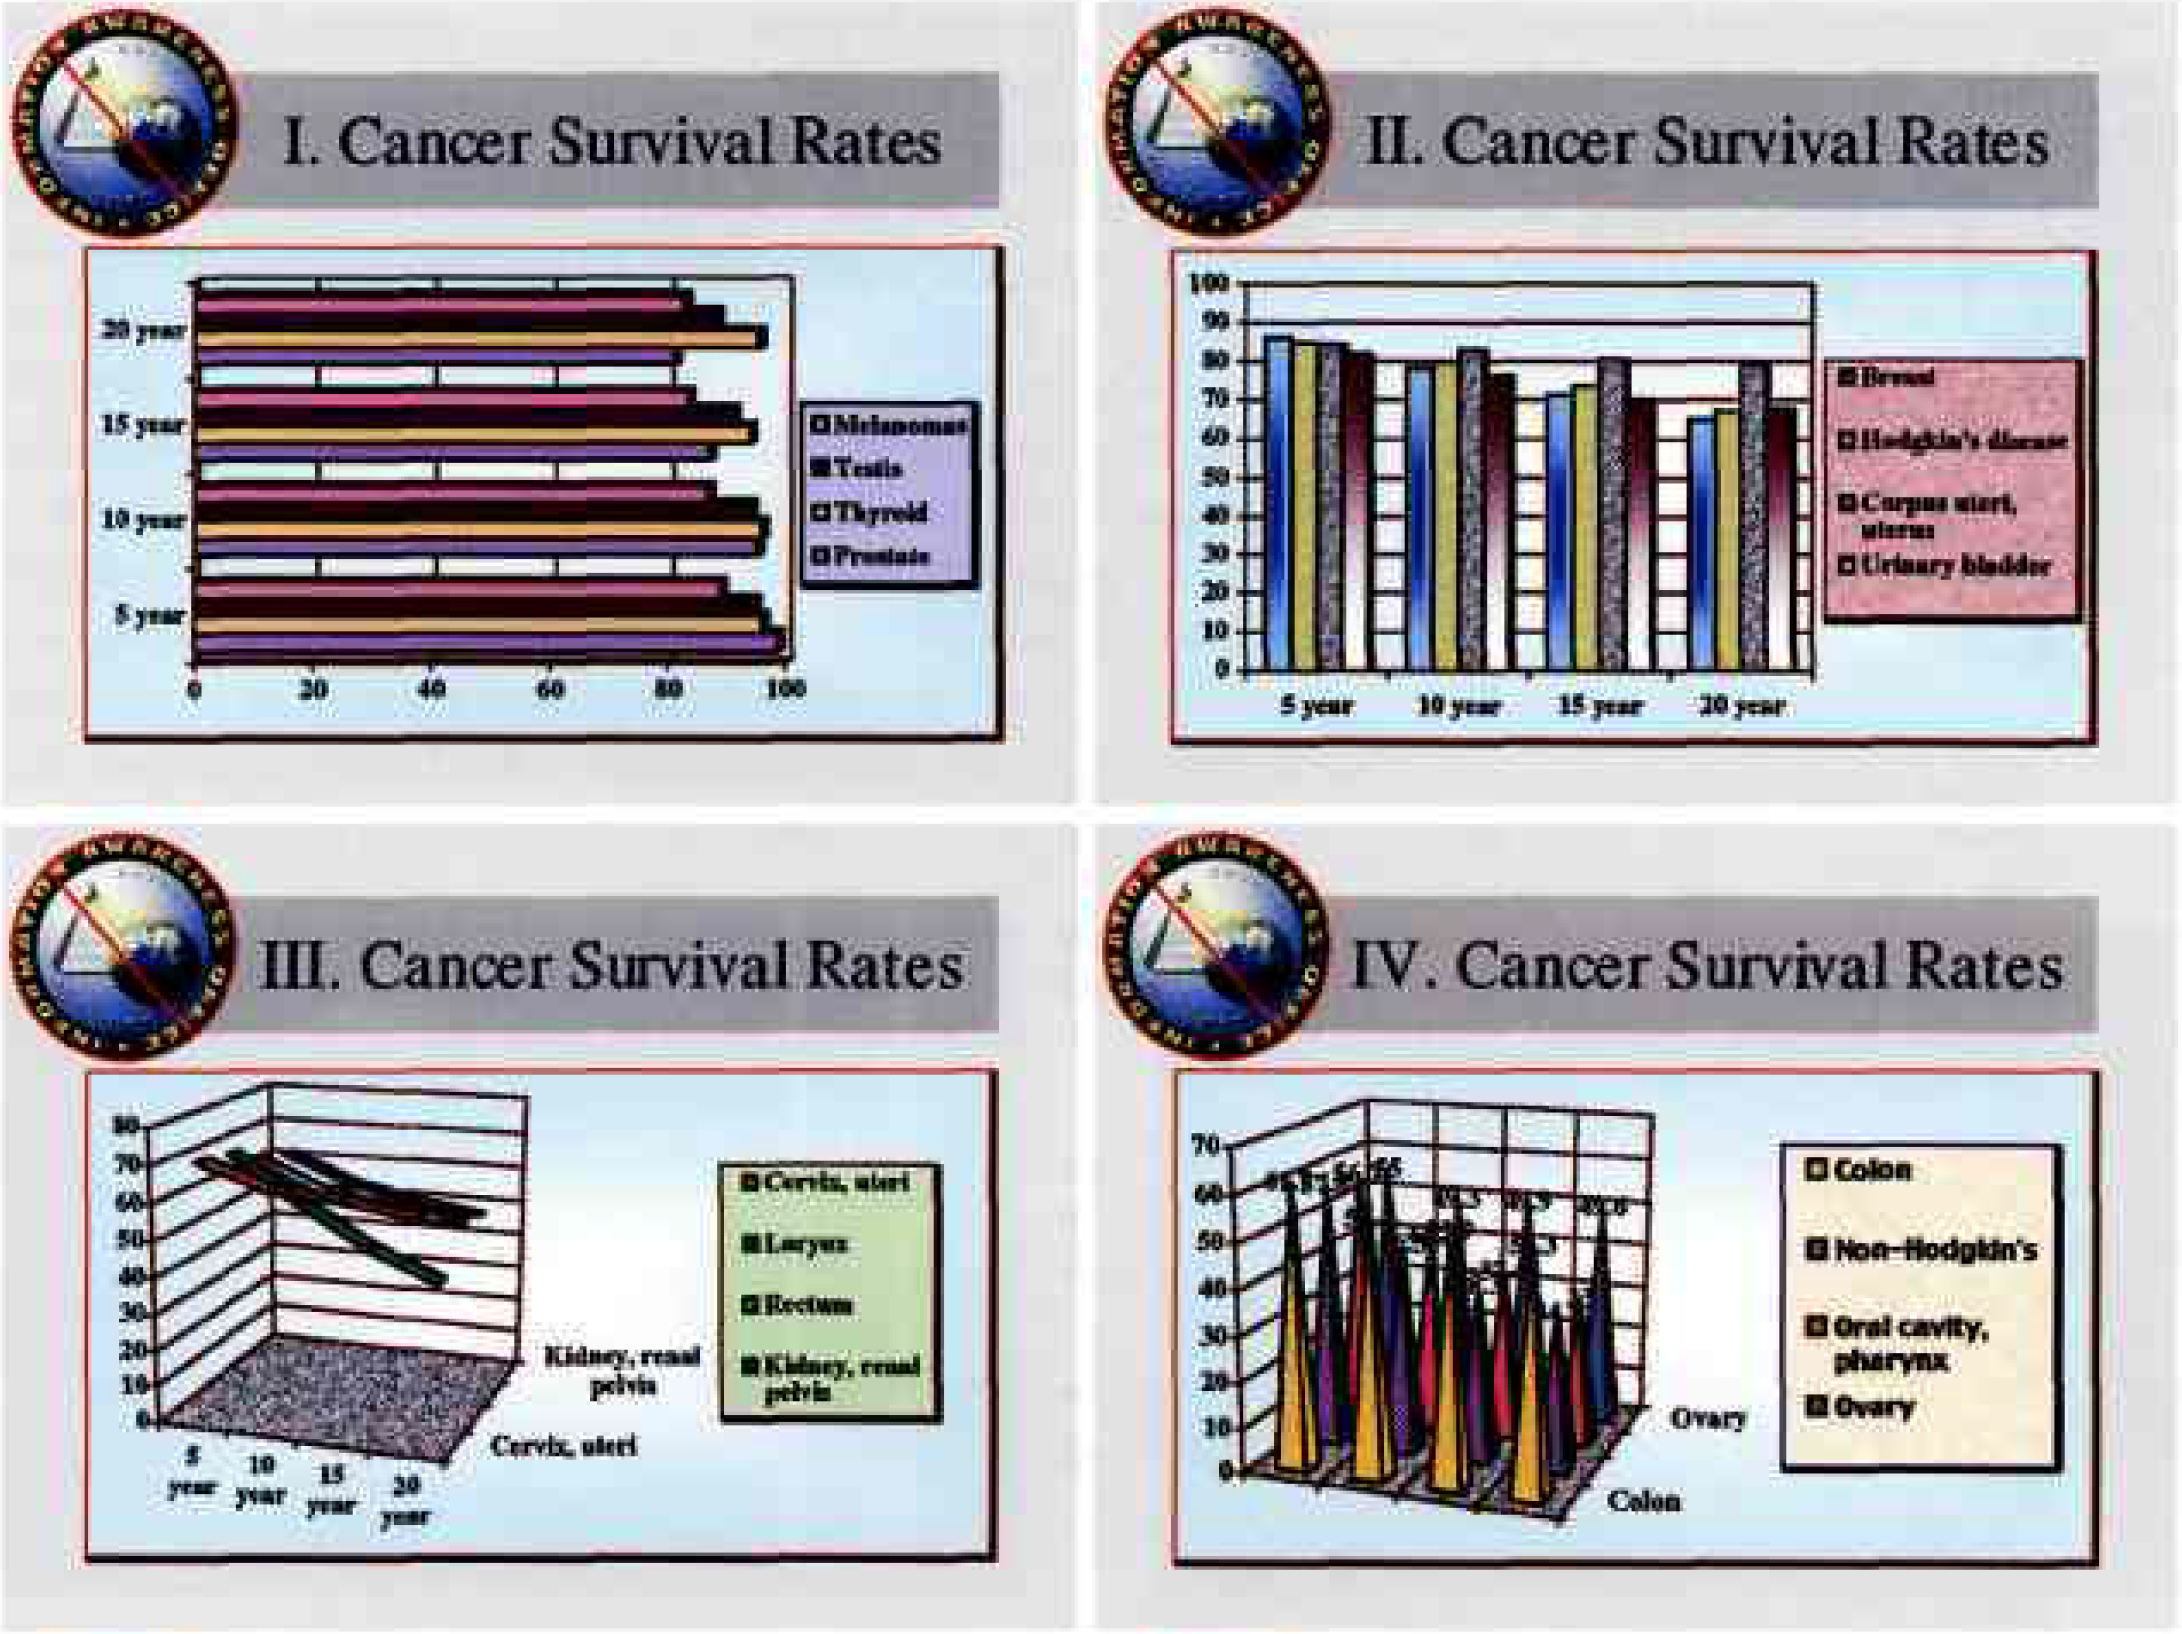 I. Cancer Survival Rates
20 year
15 year
10 year
5 year
0 20 40 60 80 100
Melanomas
Testis
Thyroid
Prostate
II. Cancer Survival Rates
100
90
80
70
60
50
40
30
20
10
0
5 year 10 year 15 year 20 year
Breast
Hodgkin's disease
Corpus uteri,
uterus
Urinary bladder
III. Cancer Survival Rates
80
70
60
50
40
30
20
10
0
5
year
10
year
15
year
20
year
Kidney, renal
pelvis
Cervix, uteri
Cervix, uteri
Larynx
Rectum
Kidney, renal
pelvis
IV. Cancer Survival Rates
70
60
50
40
30
20
10
0
Ovary
Colon
Colon
Non-Hodgkin's
Oral cavity,
pharynx
Ovary